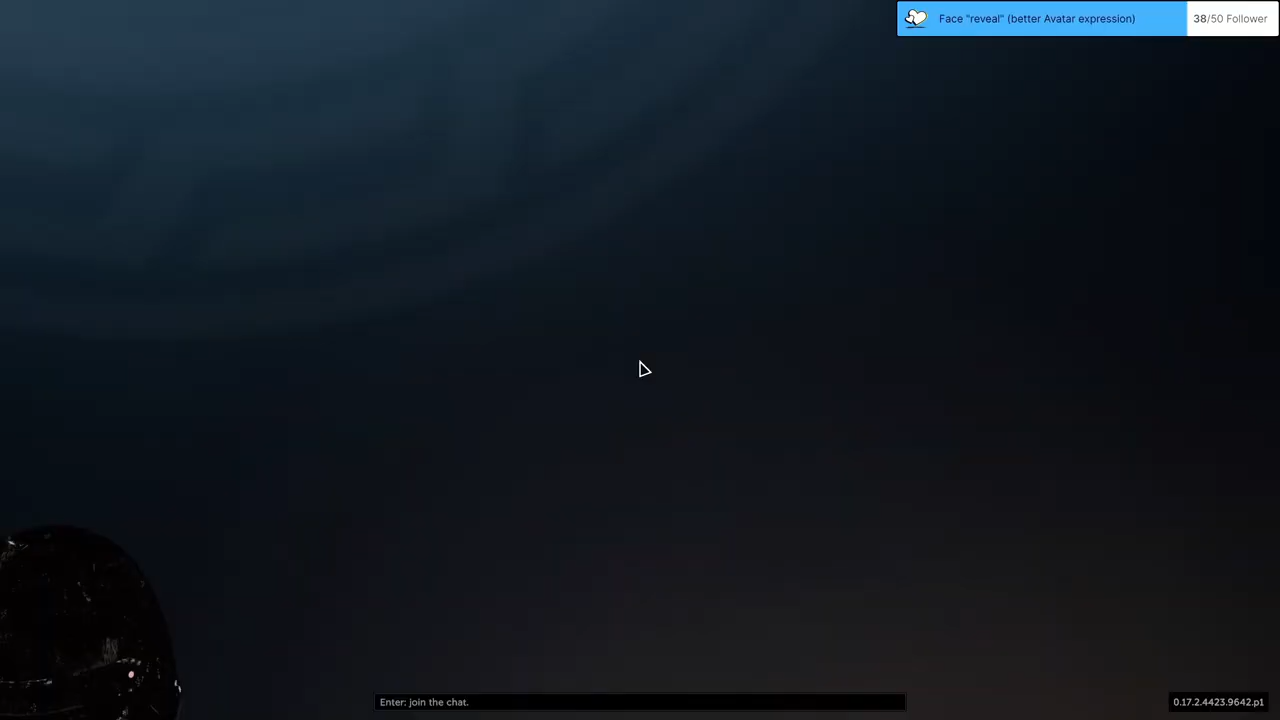 Face "reveal" (better Avatar expression)
38/50 Follower
Enter: join the chat.
0.17.2.4423.9642.p1